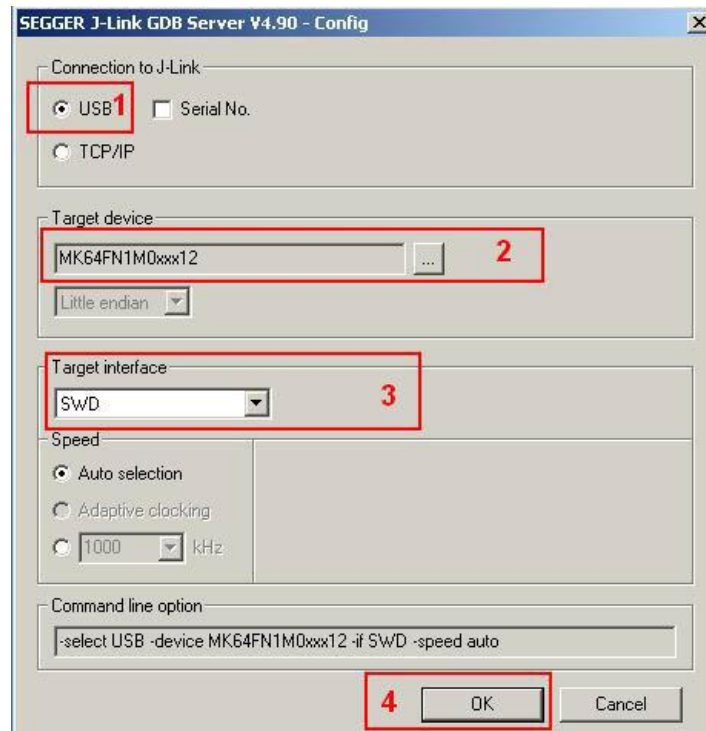 SEGGER J-Link GDB Server V4.90 - Config
Connection to J-Link
USB 1 Serial No.
TCP/IP
Target device
MK64FN1M0xxx12 ... 2
Little endian
Target interface
SWD 3
Speed
Auto selection
Adaptive clocking
1000 kHz
Command line option
-select USB -device MK64FN1M0xxx12 -if SWD -speed auto
4 OK Cancel